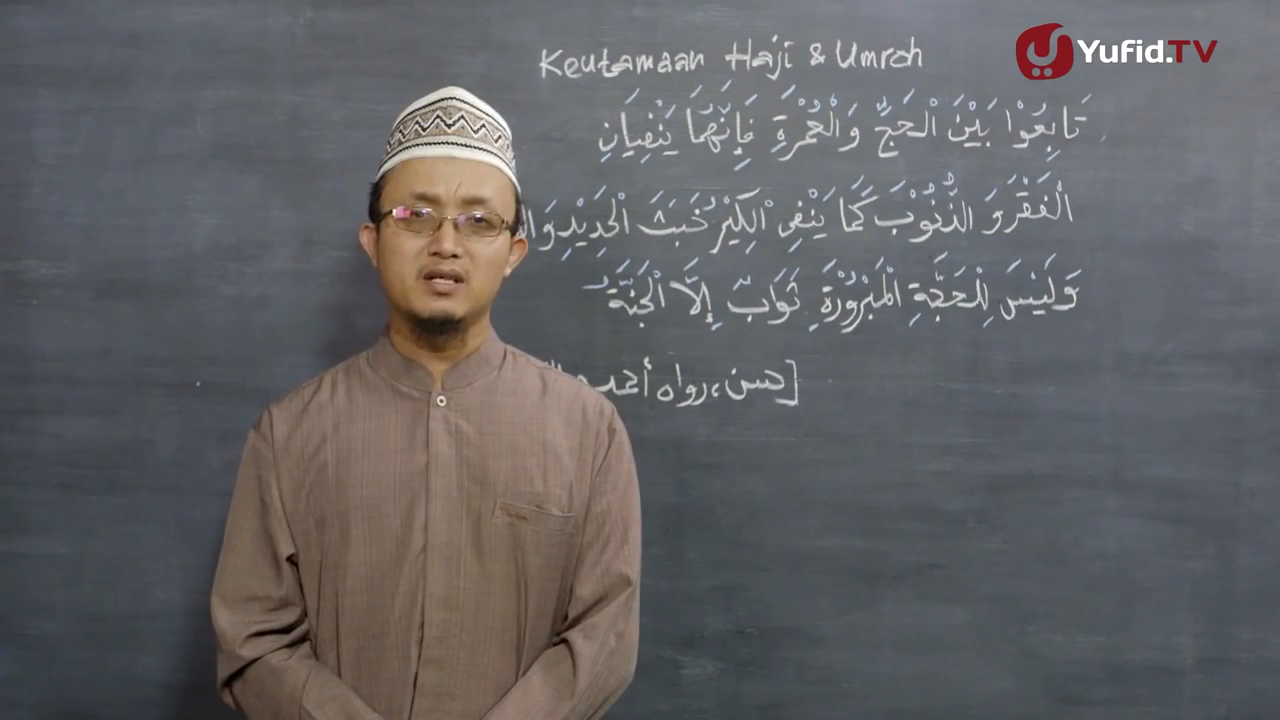 Yufid.TV
Keutamaan Haji & Umroh
تَابِعُوْا بَيْنَ الْحَجِّ وَالْعُمْرَةِ فَإِنَّهُمَا يَنْفِيَانِ
الْفَقْرَ وَ الذُّنُوْبَ كَمَا يَنْفِى الْكِيْرُ خَبَثَ الْحَدِيْدِ
وَلَيْسَ لِلْحَجَّةِ الْمَبْرُوْرَةِ ثَوَابٌ إِلاَّ الْجَنَّةُ
[حسن، رواه أحمد